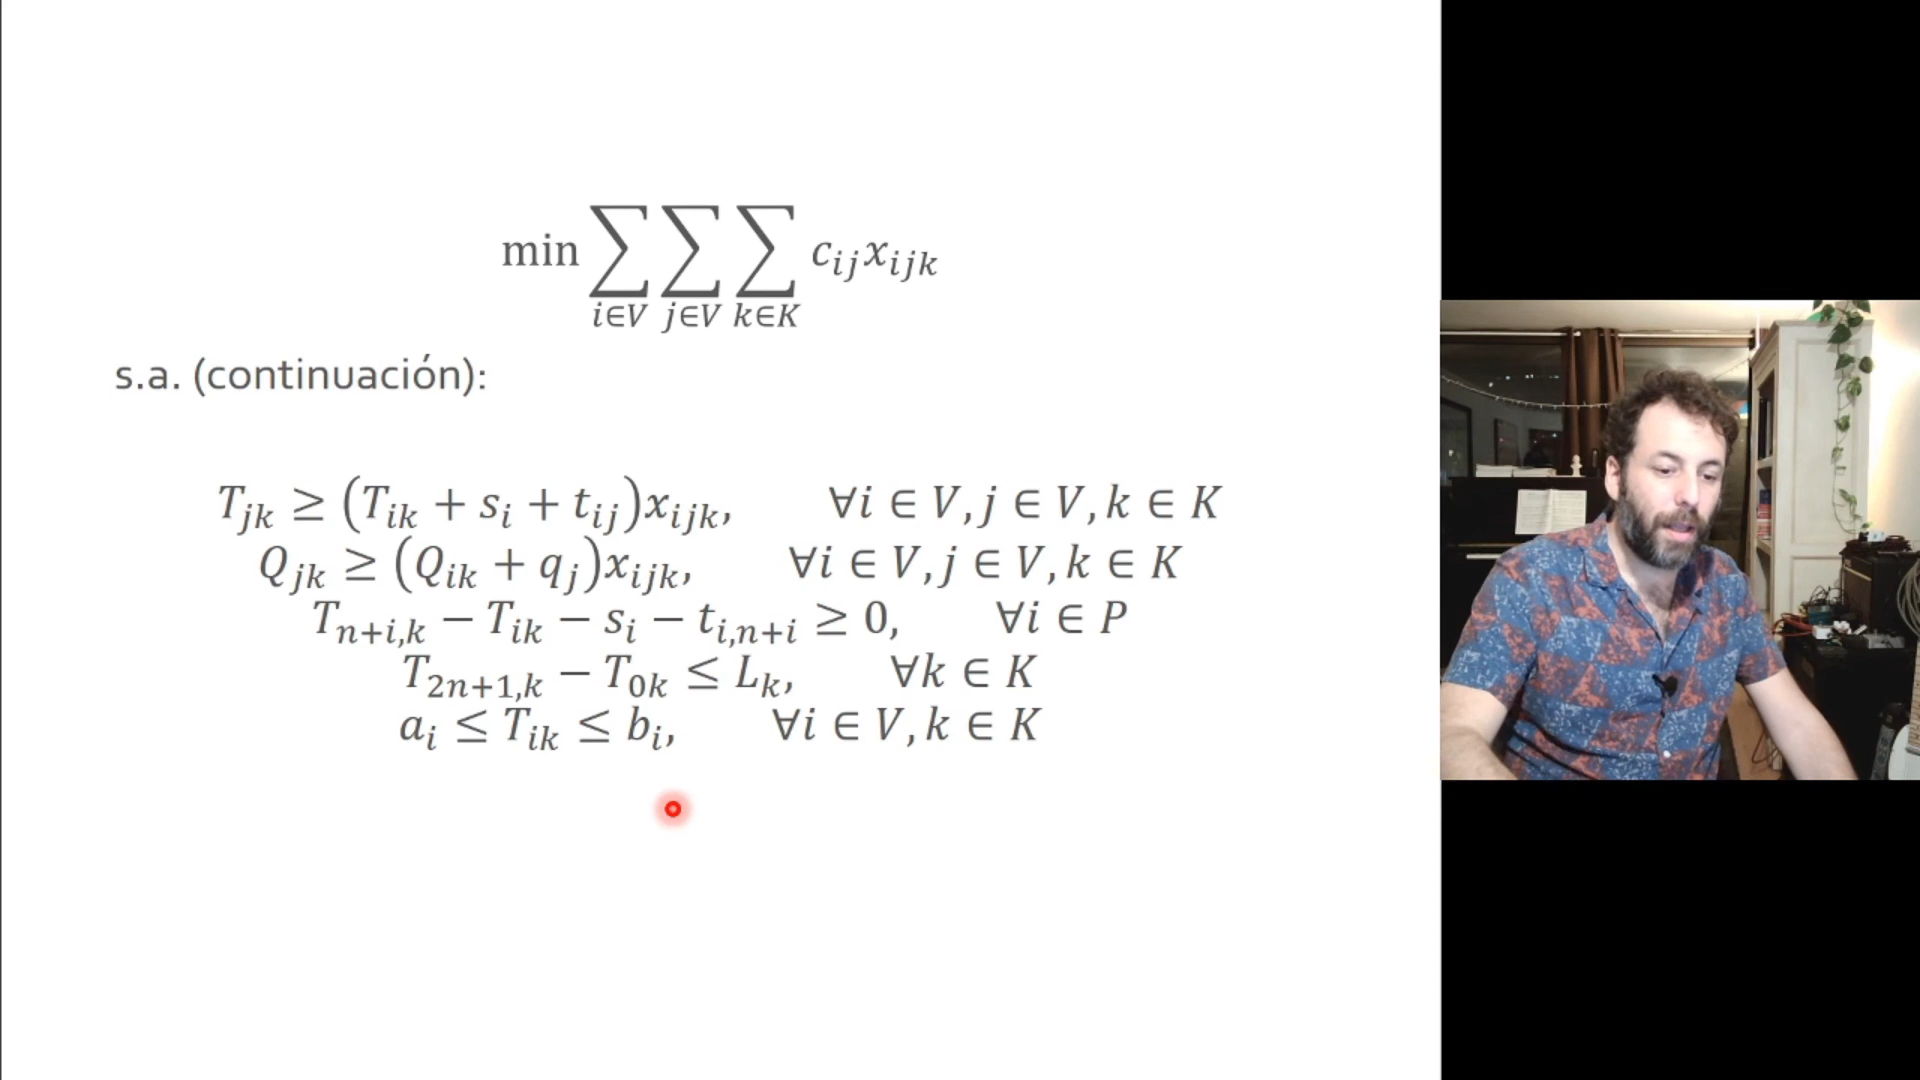 min ∑_{i∈V} ∑_{j∈V} ∑_{k∈K} c_{ij}x_{ijk}
s.a. (continuación):
T_{jk} ≥ (T_{ik} + s_i + t_{ij})x_{ijk}, ∀i ∈ V, j ∈ V, k ∈ K
Q_{jk} ≥ (Q_{ik} + q_j)x_{ijk}, ∀i ∈ V, j ∈ V, k ∈ K
T_{n+i,k} − T_{ik} − s_i − t_{i,n+i} ≥ 0, ∀i ∈ P
T_{2n+1,k} − T_{0k} ≤ L_k, ∀k ∈ K
a_i ≤ T_{ik} ≤ b_i, ∀i ∈ V, k ∈ K